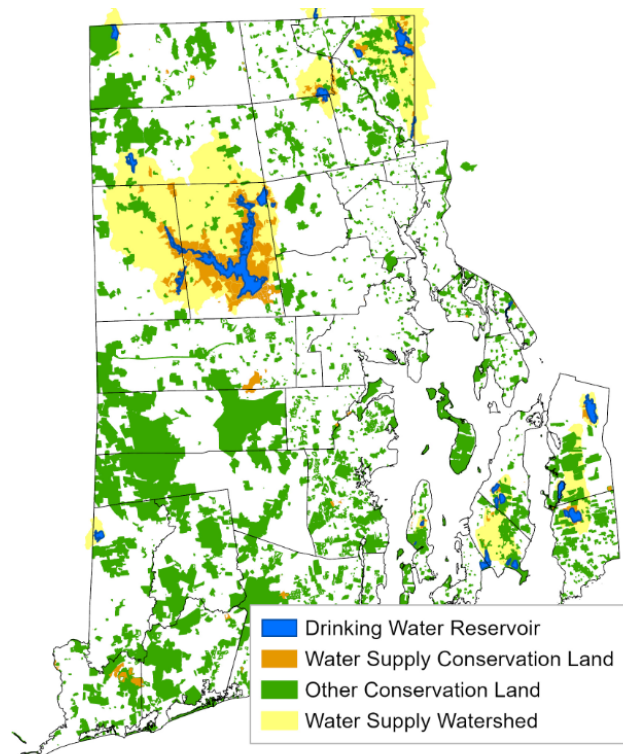 Drinking Water Reservoir
Water Supply Conservation Land
Other Conservation Land
Water Supply Watershed